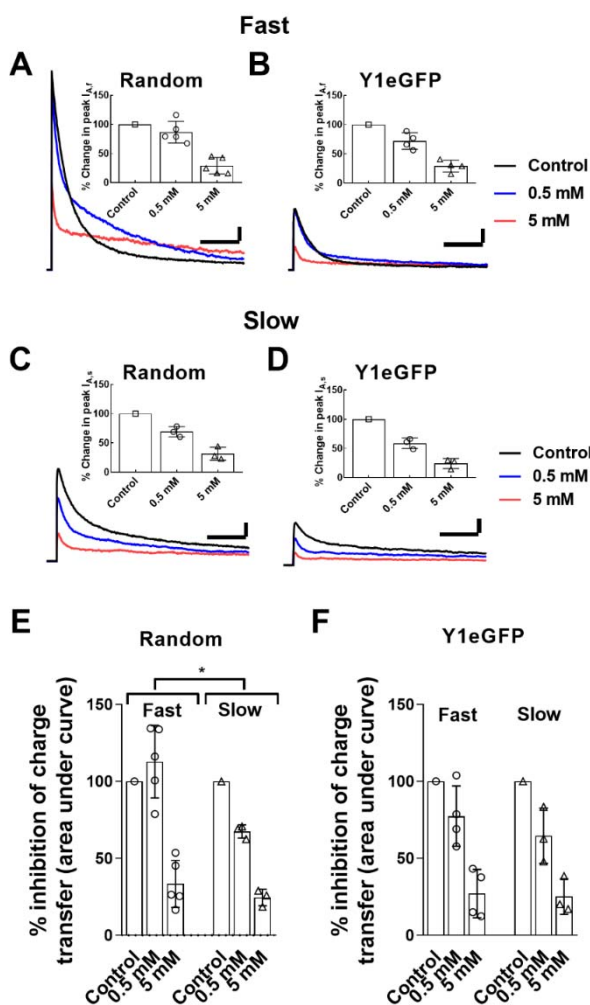 Fast
A
Random
% Change in peak I_A,f
150
100
50
0
Control
0.5 mM
5 mM
B
Y1eGFP
% Change in peak I_A,f
150
100
50
0
Control
0.5 mM
5 mM
Control
0.5 mM
5 mM
Slow
C
Random
% Change in peak I_A,s
150
100
50
0
Control
0.5 mM
5 mM
D
Y1eGFP
% Change in peak I_A,s
150
100
50
0
Control
0.5 mM
5 mM
Control
0.5 mM
5 mM
E
Random
*
Fast
Slow
% inhibition of charge
transfer (area under curve)
150
100
50
0
Control
0.5 mM
5 mM
Control
0.5 mM
5 mM
F
Y1eGFP
Fast
Slow
% inhibition of charge
transfer (area under curve)
150
100
50
0
Control
0.5 mM
5 mM
Control
0.5 mM
5 mM